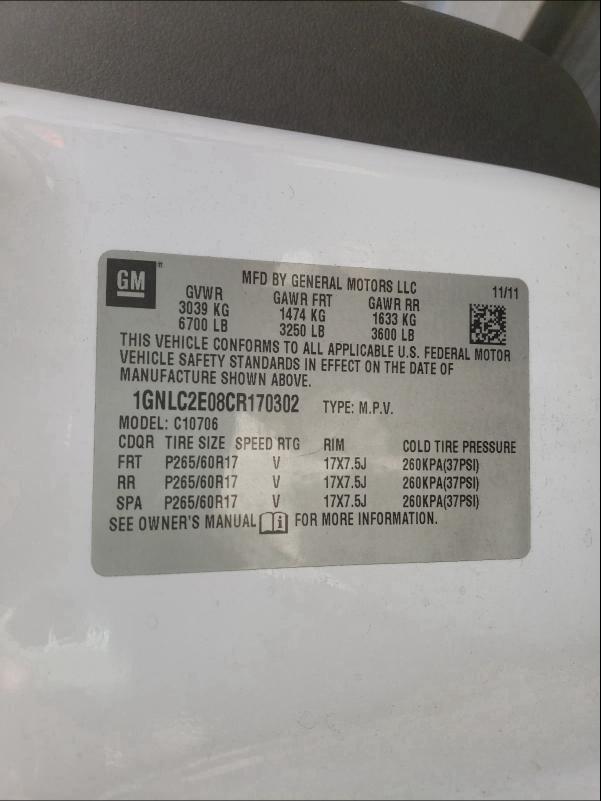 GM
MFD BY GENERAL MOTORS LLC 11/11
GVWR GAWR FRT GAWR RR
3039 KG 1474 KG 1633 KG
6700 LB 3250 LB 3600 LB
THIS VEHICLE CONFORMS TO ALL APPLICABLE U.S. FEDERAL MOTOR
VEHICLE SAFETY STANDARDS IN EFFECT ON THE DATE OF
MANUFACTURE SHOWN ABOVE.
1GNLC2E08CR170302 TYPE: M.P.V.
MODEL: C10706
CDQR TIRE SIZE SPEED RTG RIM COLD TIRE PRESSURE
FRT P265/60R17 V 17X7.5J 260KPA(37PSI)
RR P265/60R17 V 17X7.5J 260KPA(37PSI)
SPA P265/60R17 V 17X7.5J 260KPA(37PSI)
SEE OWNER'S MANUAL i FOR MORE INFORMATION.